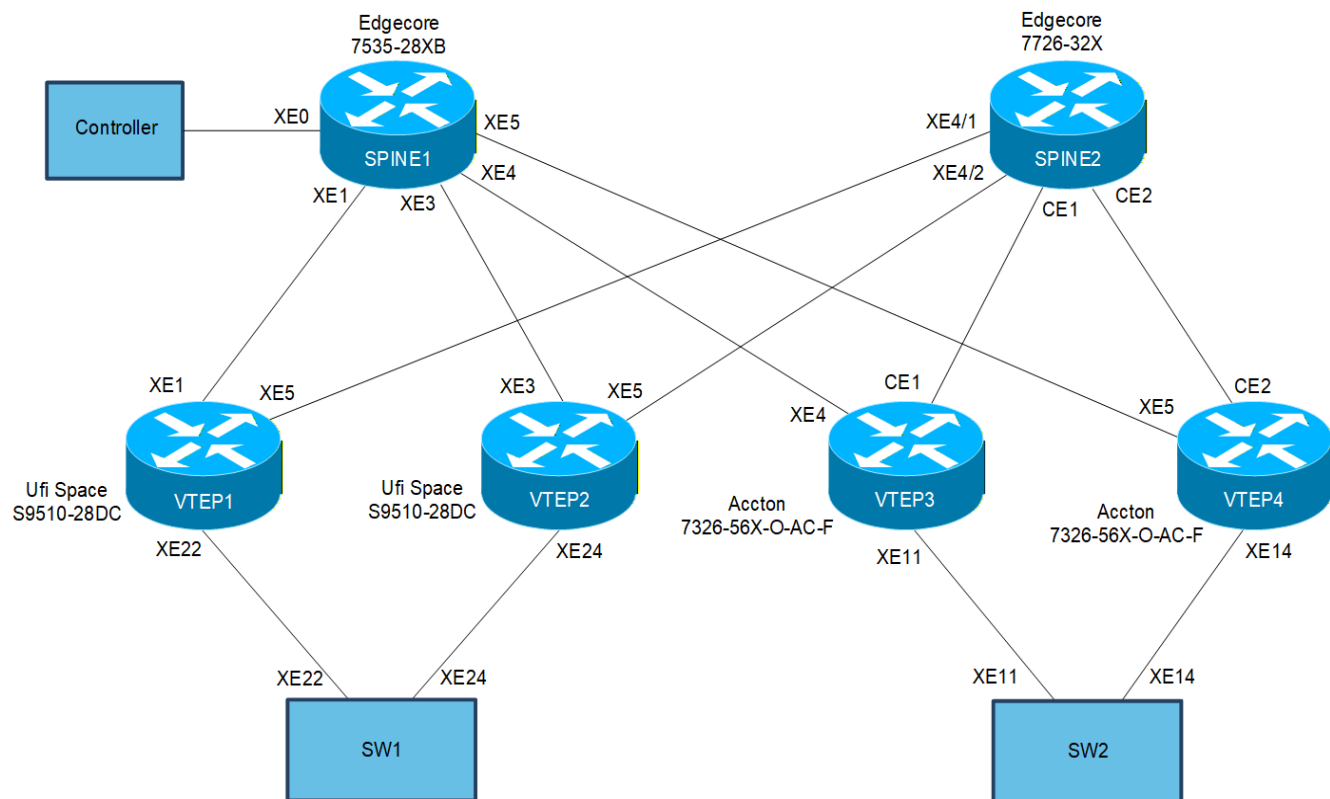 Edgecore
7535-28XB
Edgecore
7726-32X
Controller
XE0
SPINE1
XE5
XE4
XE1
XE3
XE4/1
XE4/2
SPINE2
CE1
CE2
XE1
XE5
XE3
XE5
CE1
XE4
XE5
CE2
Ufi Space
S9510-28DC
VTEP1
Ufi Space
S9510-28DC
VTEP2
Accton
7326-56X-O-AC-F
VTEP3
Accton
7326-56X-O-AC-F
VTEP4
XE22
XE24
XE11
XE14
XE22
XE24
XE11
XE14
SW1
SW2